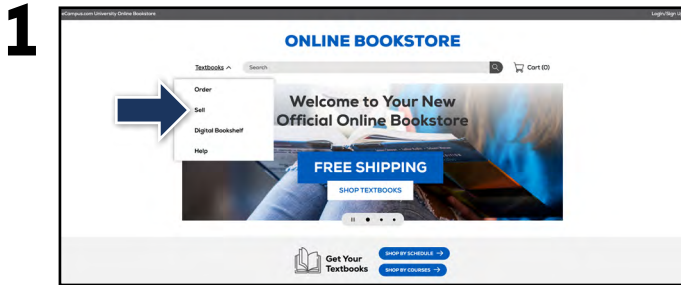 1
eCampus.com University Online Bookstore
Login/Sign U
ONLINE BOOKSTORE
Textbooks
Search
Cart (0)
Order
Sell
Digital Bookshelf
Help
Welcome to Your New
Official Online Bookstore
FREE SHIPPING
SHOP TEXTBOOKS
Get Your
Textbooks
SHOP BY SCHEDULE →
SHOP BY COURSES →